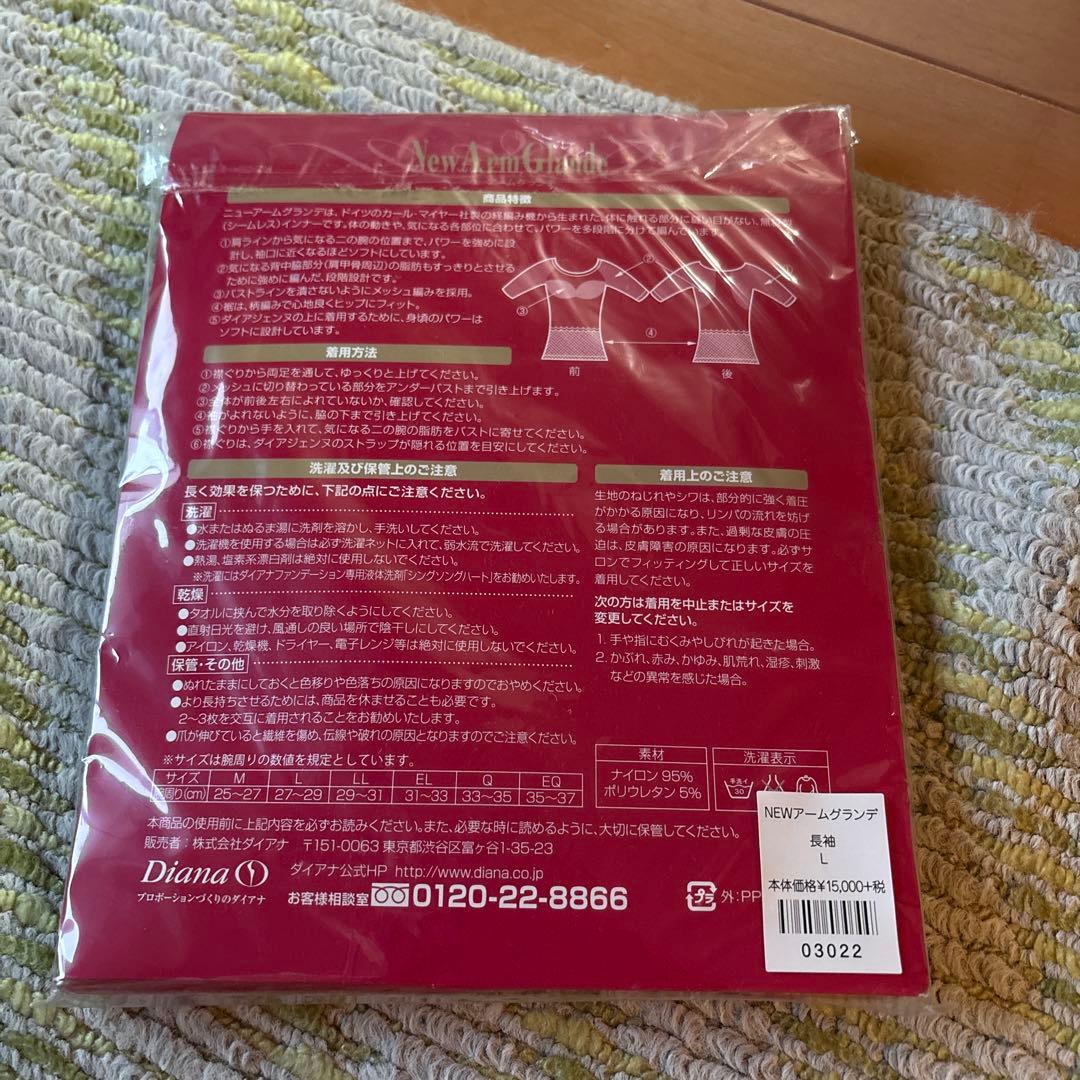 New Arm Glande
商品特徴
ニューアームグランデは、ドイツのカール・マイヤー社製の経編み機から生まれた、体に触れる部分に縫い目がない、無縫製
(シームレス)インナーです。体の動きや、気になる各部位に合わせて、パワーを多段階に分けて編んでいます。
①肩ラインから気になる二の腕の位置まで、パワーを強めに設
計し、袖口に近くなるほどソフトにしています。
②気になる背中脇部分(肩甲骨周辺)の脂肪もすっきりとさせる
ために強めに編んだ、段階設計です。
③バストラインを潰さないようにメッシュ編みを採用。
④裾は、柄編みで心地良くヒップにフィット。
⑤ダイアジェンヌの上に着用するために、身頃のパワーは
ソフトに設計しています。
②
①
③
④
前
後
着用方法
①襟ぐりから両足を通して、ゆっくりと上げてください。
②メッシュに切り替わっている部分をアンダーバストまで引き上げます。
③全体が前後左右によれていないか、確認してください。
④袖がよれないように、脇の下まで引き上げてください。
⑤襟ぐりから手を入れて、気になる二の腕の脂肪をバストに寄せてください。
⑥襟ぐりは、ダイアジェンヌのストラップが隠れる位置を目安にしてください。
洗濯及び保管上のご注意
長く効果を保つために、下記の点にご注意ください。
洗濯
●水またはぬるま湯に洗剤を溶かし、手洗いしてください。
●洗濯機を使用する場合は必ず洗濯ネットに入れて、弱水流で洗濯してください。
●熱湯、塩素系漂白剤は絶対に使用しないでください。
※洗濯にはダイアナファンデーション専用液体洗剤「シングソングハート」をお勧めいたします。
乾燥
●タオルに挟んで水分を取り除くようにしてください。
●直射日光を避け、風通しの良い場所で陰干しにしてください。
●アイロン、乾燥機、ドライヤー、電子レンジ等は絶対に使用しないでください。
保管・その他
●ぬれたままにしておくと色移りや色落ちの原因になりますのでおやめください。
●より長持ちさせるためには、商品を休ませることも必要です。
2〜3枚を交互に着用されることをお勧めいたします。
●爪が伸びていると繊維を傷め、伝線や破れの原因となりますのでご注意ください。
着用上のご注意
生地のねじれやシワは、部分的に強く着圧
がかかる原因になり、リンパの流れを妨げ
る場合があります。また、過剰な皮膚の圧
迫は、皮膚障害の原因になります。必ずサ
ロンでフィッティングして正しいサイズを
着用してください。
次の方は着用を中止またはサイズを
変更してください。
1. 手や指にむくみやしびれが起きた場合。
2. かぶれ、赤み、かゆみ、肌荒れ、湿疹、刺激
などの異常を感じた場合。
※サイズは腕周りの数値を規定としています。
サイズ M L LL EL Q EQ
腕周り(cm) 25〜27 27〜29 29〜31 31〜33 33〜35 35〜37
素材
ナイロン 95%
ポリウレタン 5%
洗濯表示
手洗イ
30
本商品の使用前に上記内容を必ずお読みください。また、必要な時に読めるように、大切に保管してください。
販売者：株式会社ダイアナ 〒151-0063 東京都渋谷区富ヶ谷1-35-23
Diana
プロポーションづくりのダイアナ
ダイアナ公式HP http://www.diana.co.jp
お客様相談室 0120-22-8866
プラ 外:PP
NEWアームグランデ
長袖
L
本体価格¥15,000+税
03022